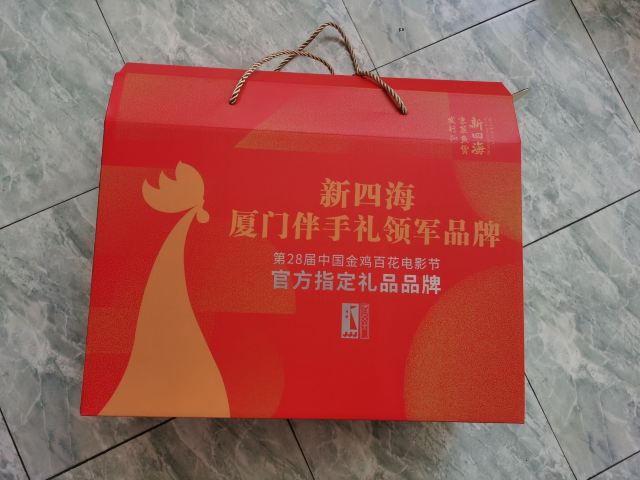 新四海
新四海
厦门伴手礼领军品牌
第28届中国金鸡百花电影节
官方指定礼品品牌